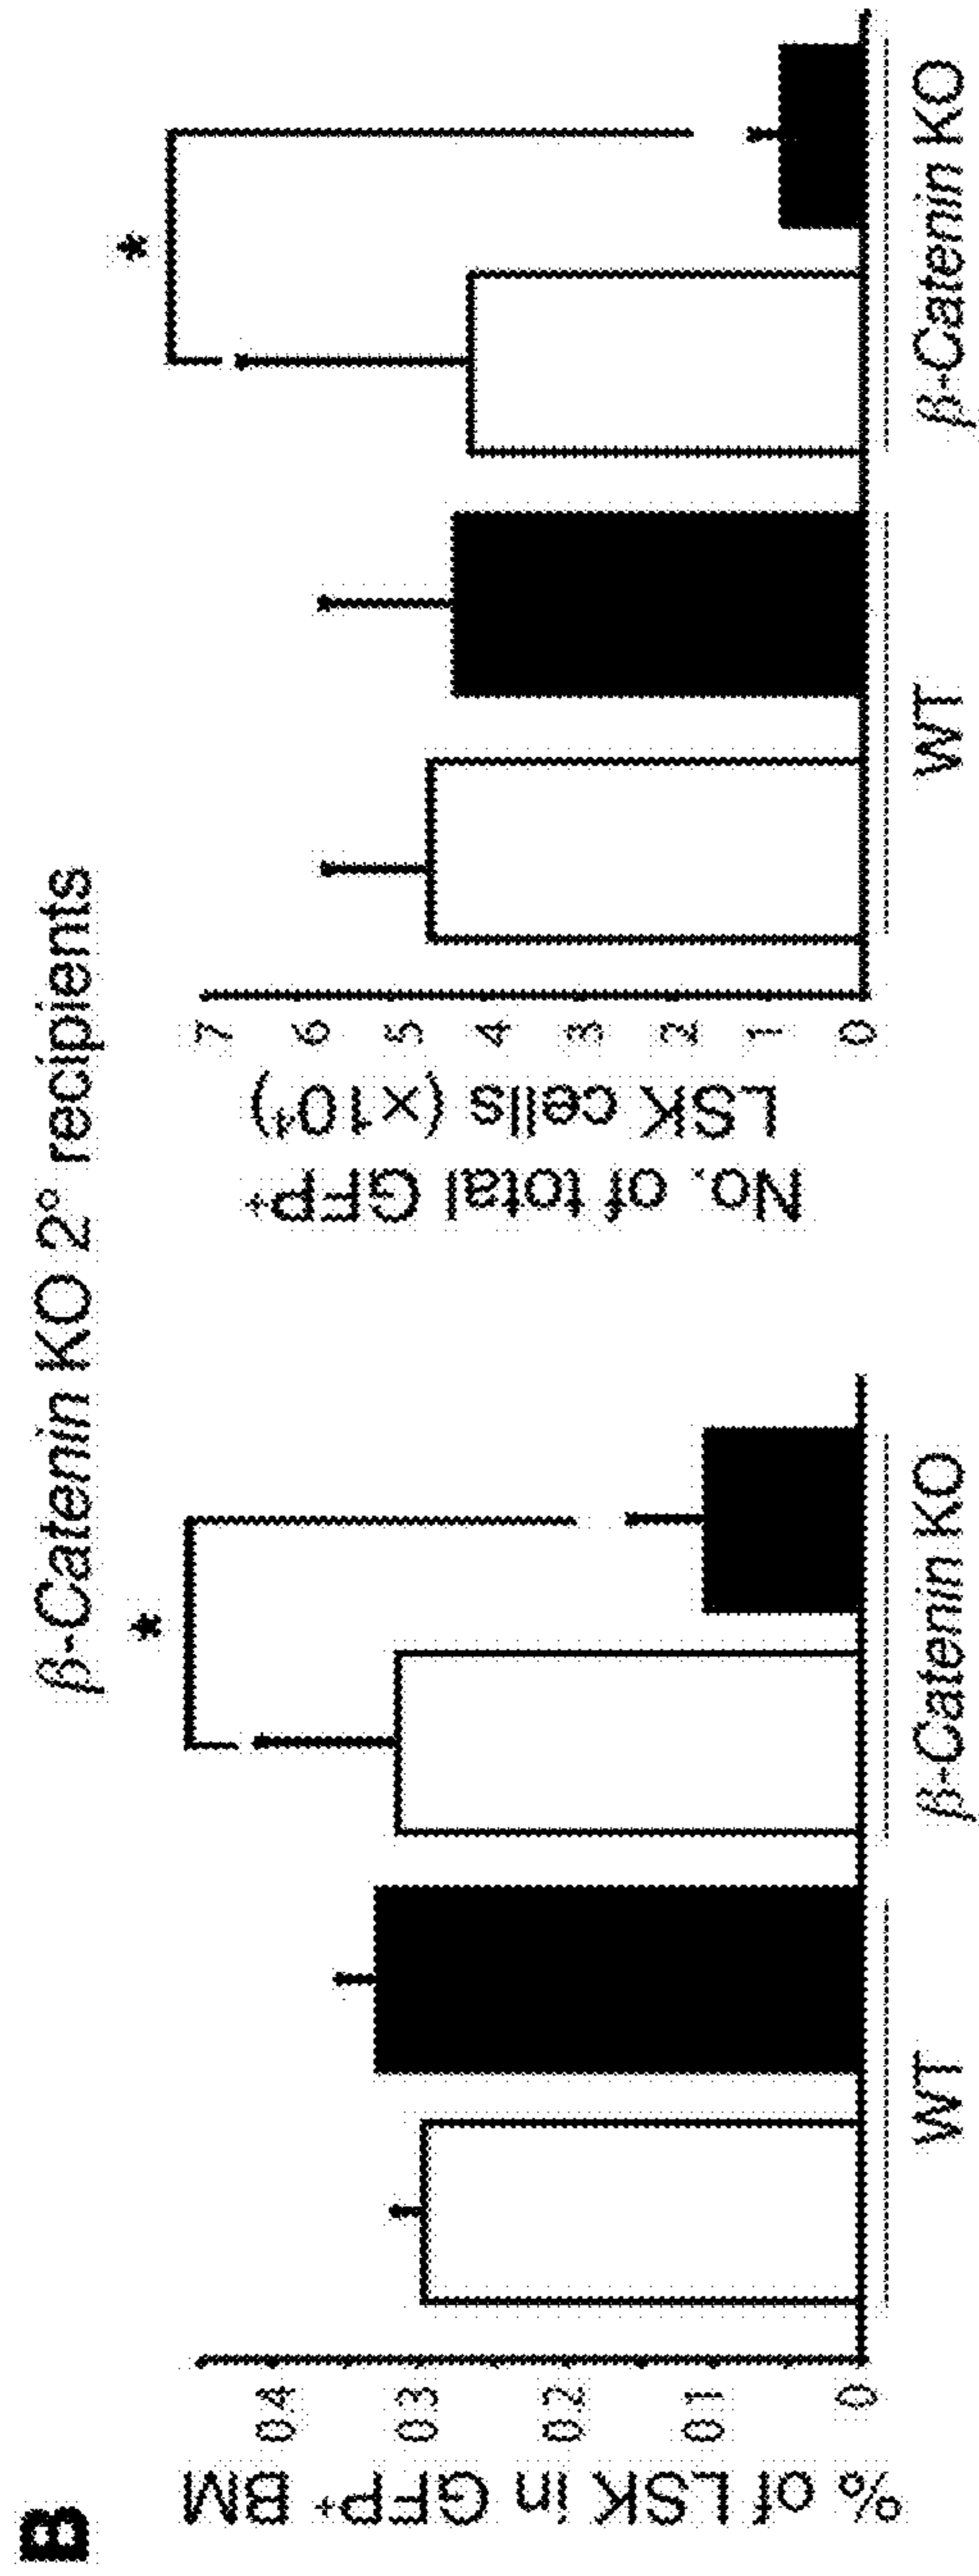 B
β-Catenin KO 2° recipients
% of LSK in GFP+ BM
0.4
0.3
0.2
0.1
0
*
WT
β-Catenin KO
No. of total GFP+
LSK cells (×10⁴)
7
6
5
4
3
2
1
0
*
WT
β-Catenin KO